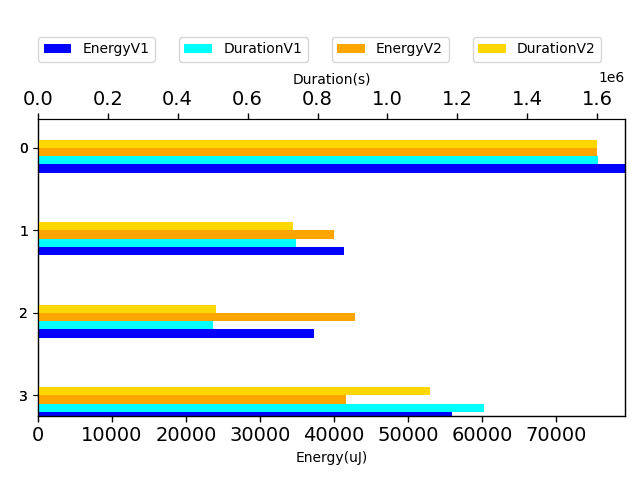 EnergyV1 DurationV1 EnergyV2 DurationV2
Duration(s)
1e6
0.0 0.2 0.4 0.6 0.8 1.0 1.2 1.4 1.6
0
1
2
3
0 10000 20000 30000 40000 50000 60000 70000
Energy(uJ)